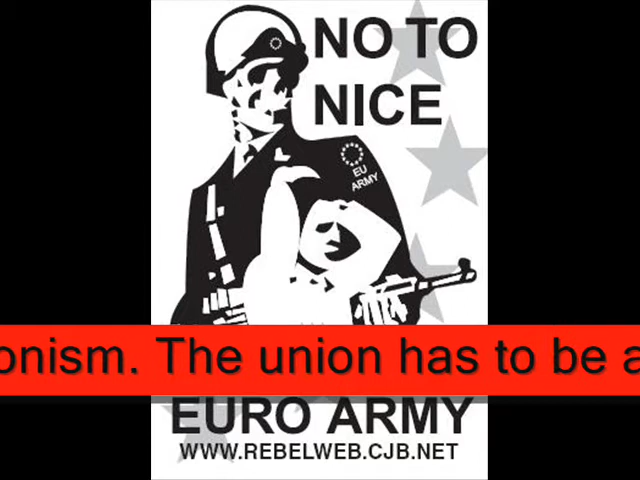 NO TO
NICE
EU
ARMY
onism. The union has to be a
EURO ARMY
WWW.REBELWEB.CJB.NET